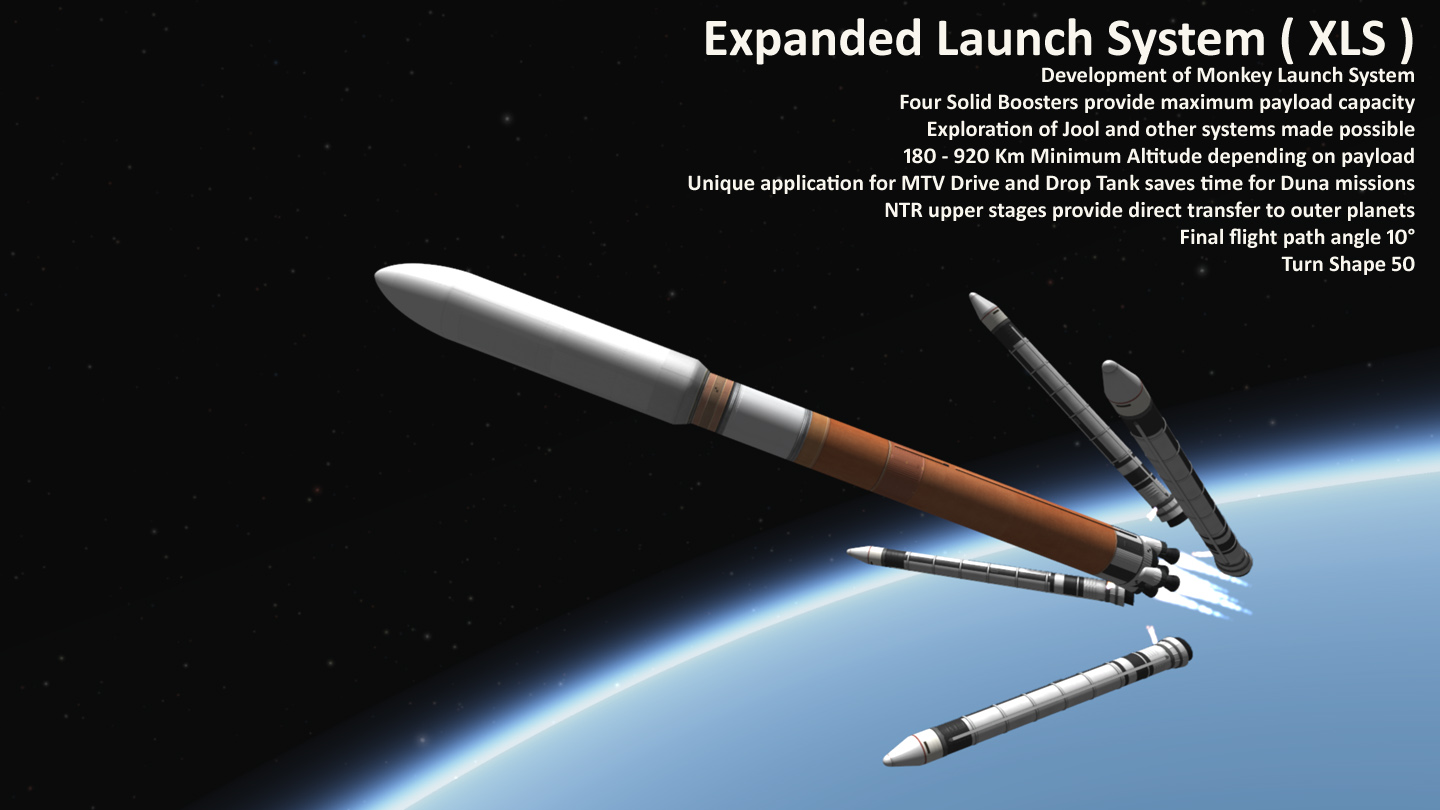 Expanded Launch System ( XLS )
Development of Monkey Launch System
Four Solid Boosters provide maximum payload capacity
Exploration of Jool and other systems made possible
180 - 920 Km Minimum Altitude depending on payload
Unique application for MTV Drive and Drop Tank saves time for Duna missions
NTR upper stages provide direct transfer to outer planets
Final flight path angle 10°
Turn Shape 50